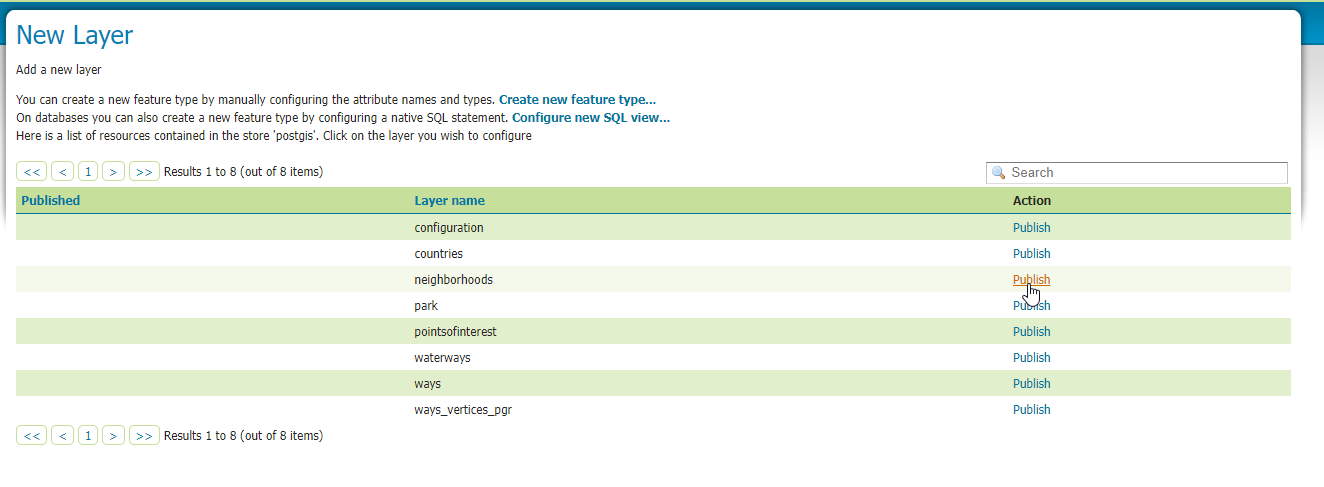 New Layer
Add a new layer
You can create a new feature type by manually configuring the attribute names and types. Create new feature type...
On databases you can also create a new feature type by configuring a native SQL statement. Configure new SQL view...
Here is a list of resources contained in the store 'postgis'. Click on the layer you wish to configure
<< < 1 > >> Results 1 to 8 (out of 8 items) Search
Published Layer name Action
configuration Publish
countries Publish
neighborhoods Publish
park Publish
pointsofinterest Publish
waterways Publish
ways Publish
ways_vertices_pgr Publish
<< < 1 > >> Results 1 to 8 (out of 8 items)